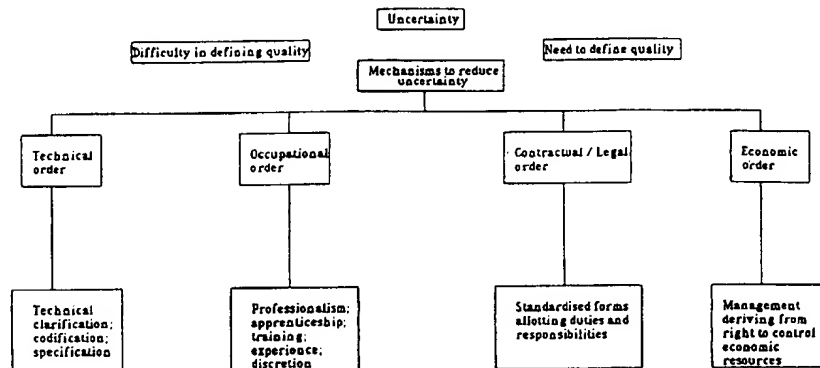 Uncertainty
Difficulty in defining quality
Need to define quality
Mechanisms to reduce
uncertainty
Technical
order
Occupational
order
Contractual / Legal
order
Economic
order
Technical
clarification;
codification;
specification
Professionalism;
apprenticeship;
training;
experience;
discretion
Standardised forms
allotting duties and
responsibilities
Management
deriving from
right to control
economic
resources